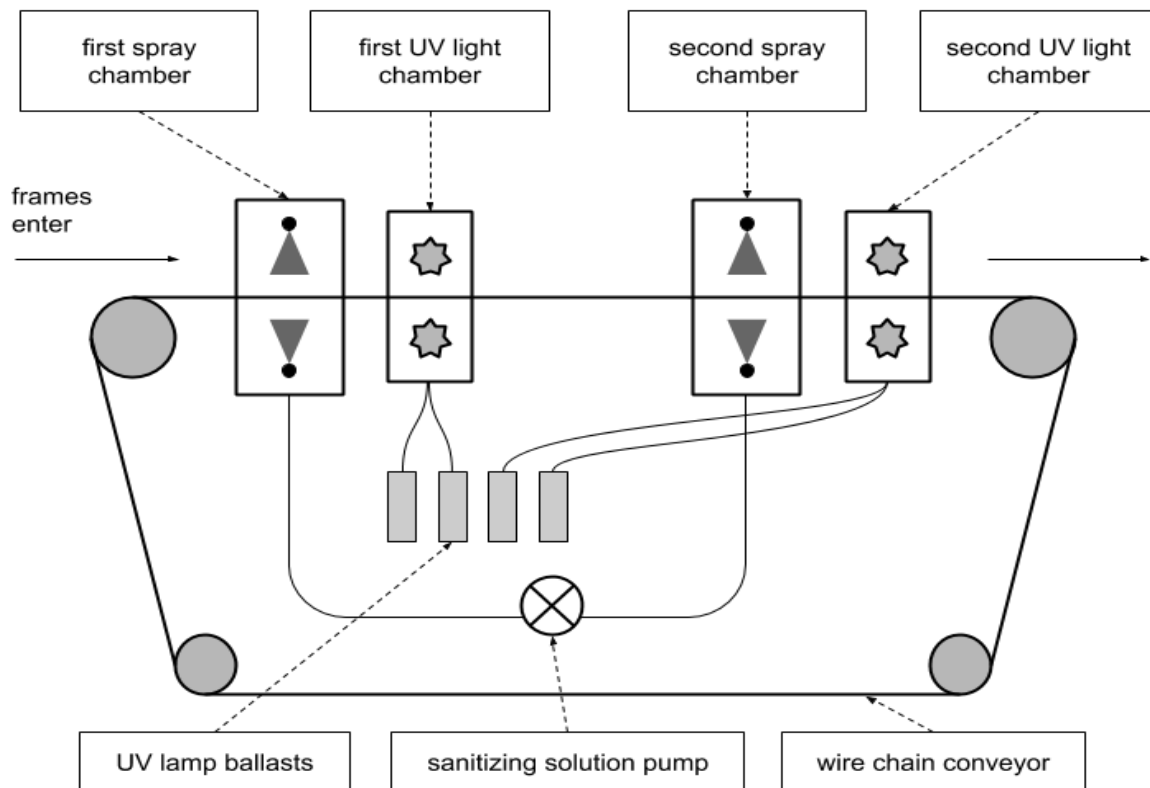 first spray
chamber
first UV light
chamber
second spray
chamber
second UV light
chamber
frames
enter
UV lamp ballasts
sanitizing solution pump
wire chain conveyor